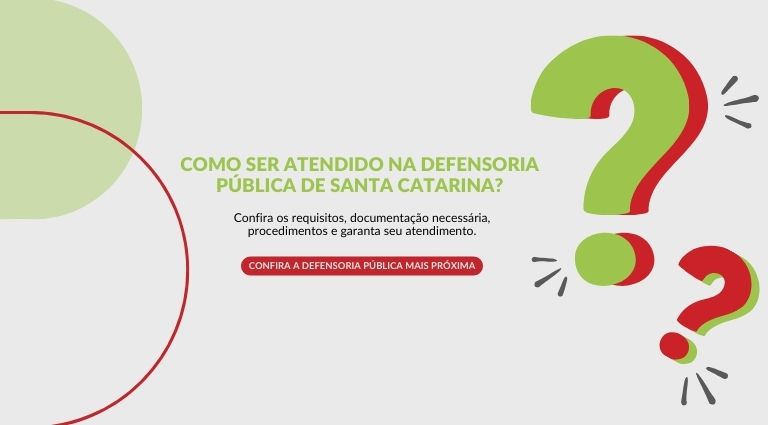 COMO SER ATENDIDO NA DEFENSORIA
PÚBLICA DE SANTA CATARINA?
Confira os requisitos, documentação necessária,
procedimentos e garanta seu atendimento.
CONFIRA A DEFENSORIA PÚBLICA MAIS PRÓXIMA